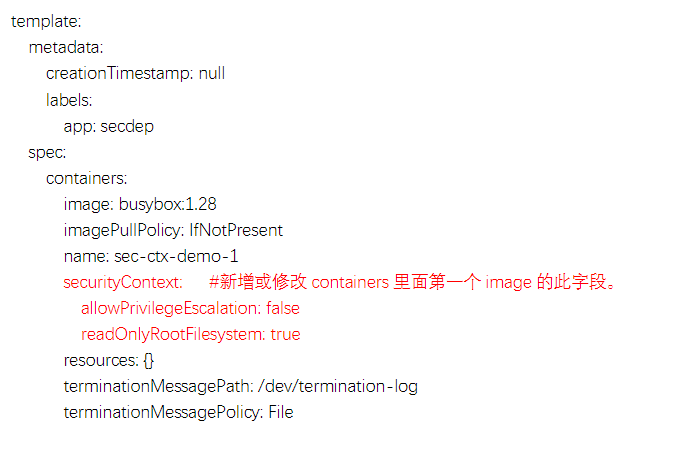 template:
metadata:
creationTimestamp: null
labels:
app: secdep
spec:
containers:
image: busybox:1.28
imagePullPolicy: IfNotPresent
name: sec-ctx-demo-1
securityContext: #新增或修改 containers 里面第一个 image 的此字段。
allowPrivilegeEscalation: false
readOnlyRootFilesystem: true
resources: {}
terminationMessagePath: /dev/termination-log
terminationMessagePolicy: File